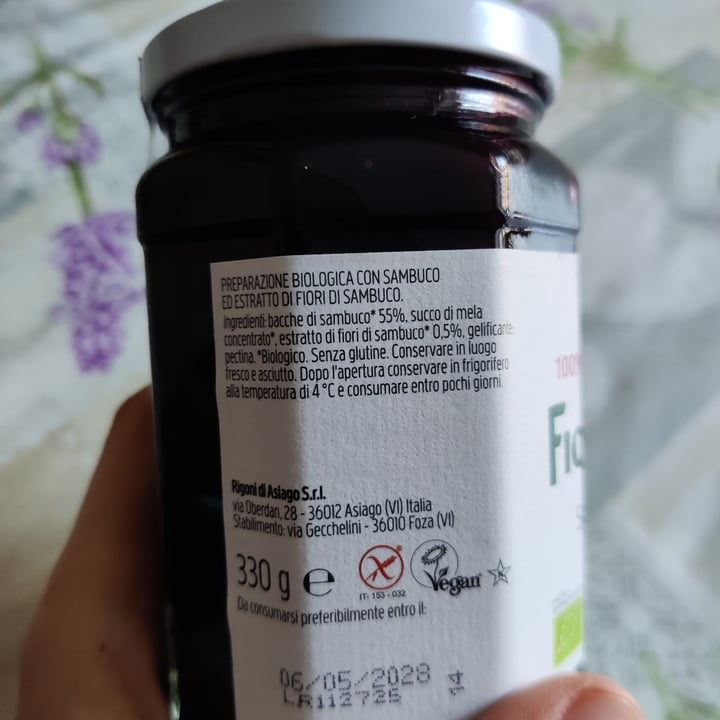 PREPARAZIONE BIOLOGICA CON SAMBUCO
ED ESTRATTO DI FIORI DI SAMBUCO.
Ingredienti: bacche di sambuco* 55%, succo di mela
concentrato*, estratto di fiori di sambuco* 0,5%, gelificante:
pectina. *Biologico. Senza glutine. Conservare in luogo
fresco e asciutto. Dopo l'apertura conservare in frigorifero
alla temperatura di 4 °C e consumare entro pochi giorni.
100%
Fio
Rigoni di Asiago S.r.l.
via Oberdan, 28 - 36012 Asiago (VI) Italia
Stabilimento: via Gecchelini - 36010 Foza (VI)
330 g e
IT- 153 - 032
Vegan
K
Da consumarsi preferibilmente entro il:
06/05/2028
LR112725
14